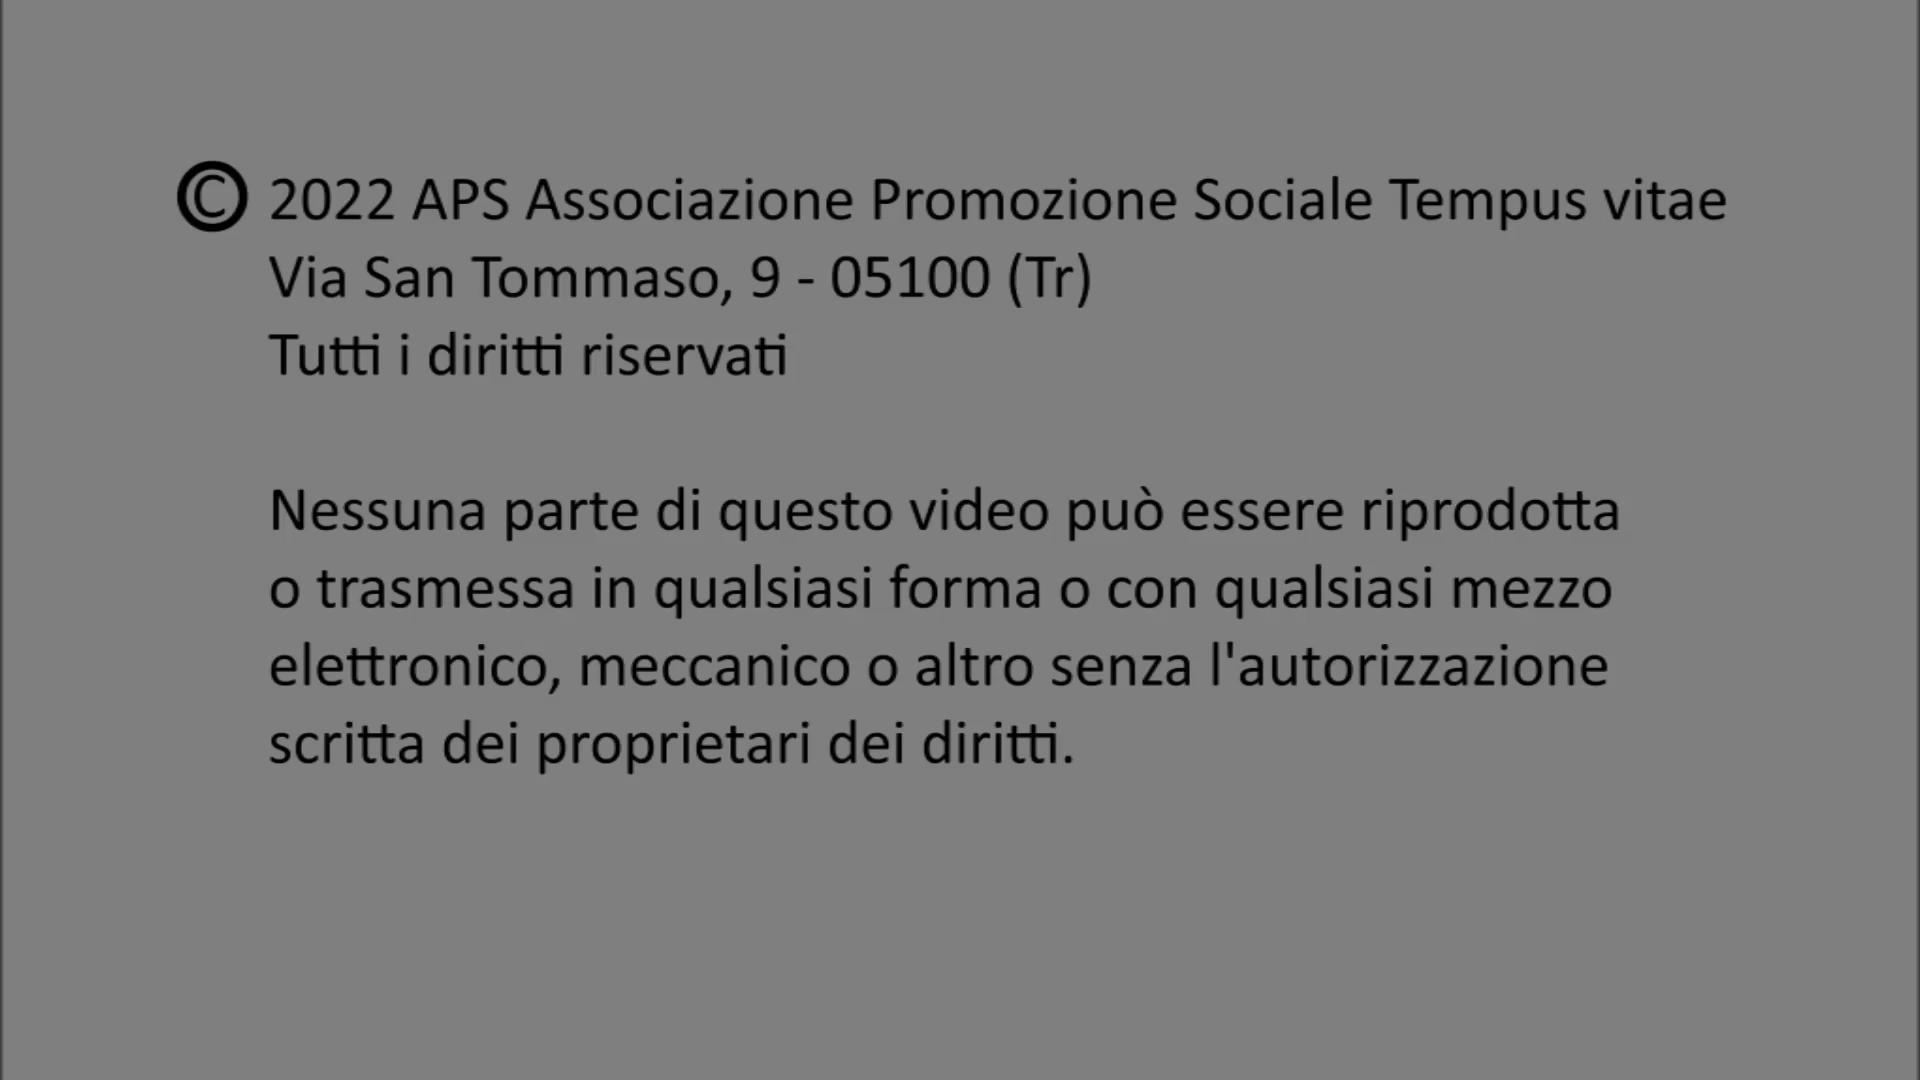 © 2022 APS Associazione Promozione Sociale Tempus vitae
Via San Tommaso, 9 - 05100 (Tr)
Tutti i diritti riservati
Nessuna parte di questo video può essere riprodotta
o trasmessa in qualsiasi forma o con qualsiasi mezzo
elettronico, meccanico o altro senza l'autorizzazione
scritta dei proprietari dei diritti.